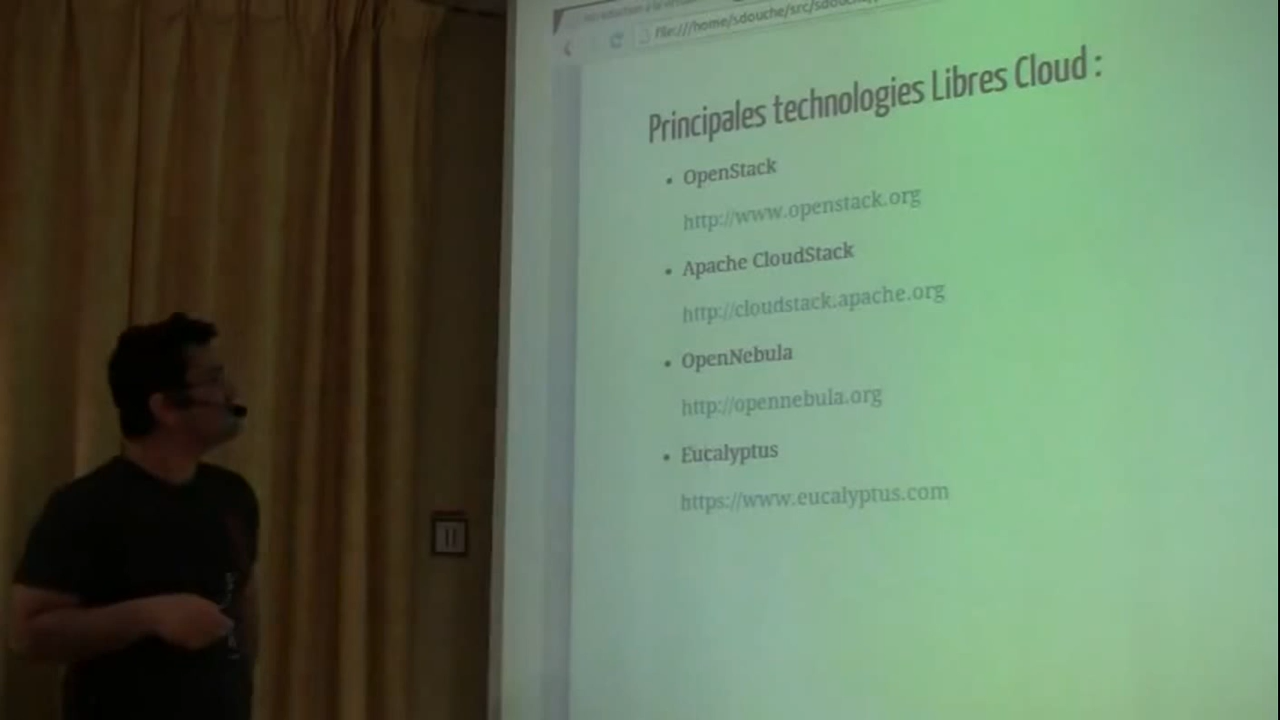 file:///home/sdouche/src/sdouche/
Principales technologies Libres Cloud :
• OpenStack
http://www.openstack.org
• Apache CloudStack
http://cloudstack.apache.org
• OpenNebula
http://opennebula.org
• Eucalyptus
https://www.eucalyptus.com